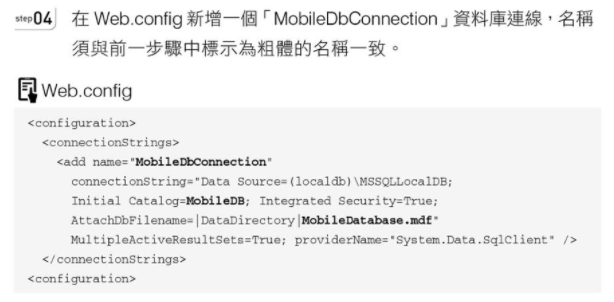 step04 在 Web.config 新增一個「MobileDbConnection」資料庫連線，名稱
須與前一步驟中標示為粗體的名稱一致。
Web.config
<configuration>
<connectionStrings>
<add name="MobileDbConnection"
connectionString="Data Source=(localdb)\MSSQLLocalDB;
Initial Catalog=MobileDB; Integrated Security=True;
AttachDbFilename=|DataDirectory|MobileDatabase.mdf"
MultipleActiveResultSets=True; providerName="System.Data.SqlClient" />
</connectionStrings>
<configuration>